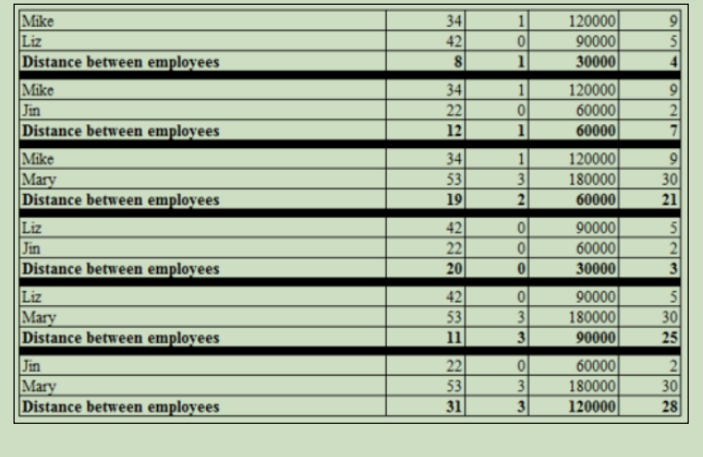 Mike 34 1 120000 9
Liz 42 0 90000 5
Distance between employees 8 1 30000 4
Mike 34 1 120000 9
Jin 22 0 60000 2
Distance between employees 12 1 60000 7
Mike 34 1 120000 9
Mary 53 3 180000 30
Distance between employees 19 2 60000 21
Liz 42 0 90000 5
Jin 22 0 60000 2
Distance between employees 20 0 30000 3
Liz 42 0 90000 5
Mary 53 3 180000 30
Distance between employees 11 3 90000 25
Jin 22 0 60000 2
Mary 53 3 180000 30
Distance between employees 31 3 120000 28